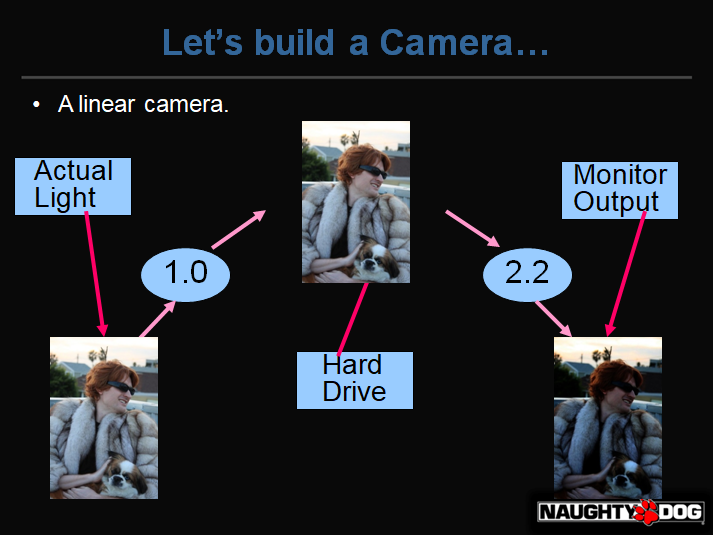 Let's build a Camera…
• A linear camera.
Actual
Light
Monitor
Output
1.0
2.2
Hard
Drive
NAUGHTY DOG